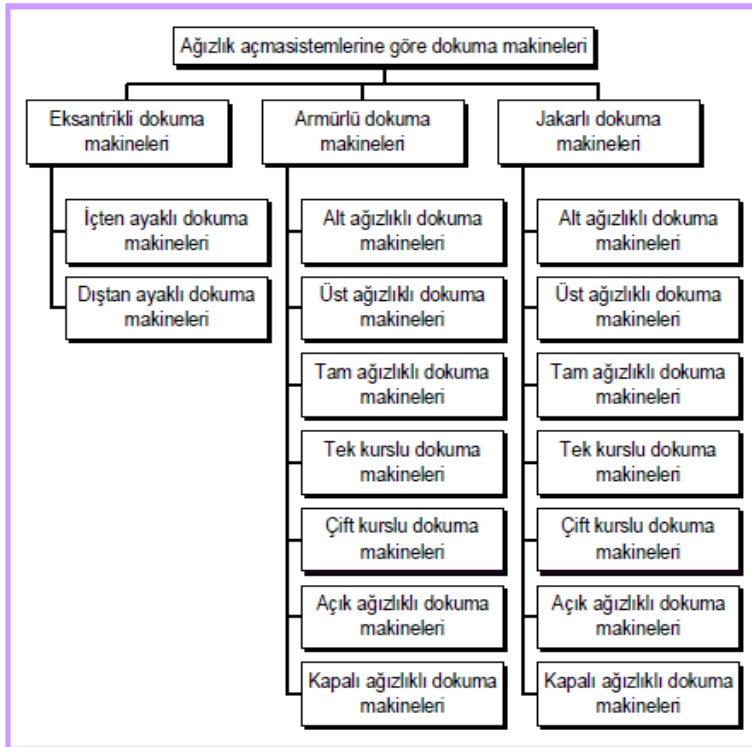 Ağızlık açmasistemlerine göre dokuma makineleri
Eksantrikli dokuma
makineleri
İçten ayaklı dokuma
makineleri
Dıştan ayaklı dokuma
makineleri
Armürlü dokuma
makineleri
Alt ağızlıklı dokuma
makineleri
Üst ağızlıklı dokuma
makineleri
Tam ağızlıklı dokuma
makineleri
Tek kurslu dokuma
makineleri
Çift kurslu dokuma
makineleri
Açık ağızlıklı dokuma
makineleri
Kapalı ağızlıklı dokuma
makineleri
Jakarlı dokuma
makineleri
Alt ağızlıklı dokuma
makineleri
Üst ağızlıklı dokuma
makineleri
Tam ağızlıklı dokuma
makineleri
Tek kurslu dokuma
makineleri
Çift kurslu dokuma
makineleri
Açık ağızlıklı dokuma
makineleri
Kapalı ağızlıklı dokuma
makineleri